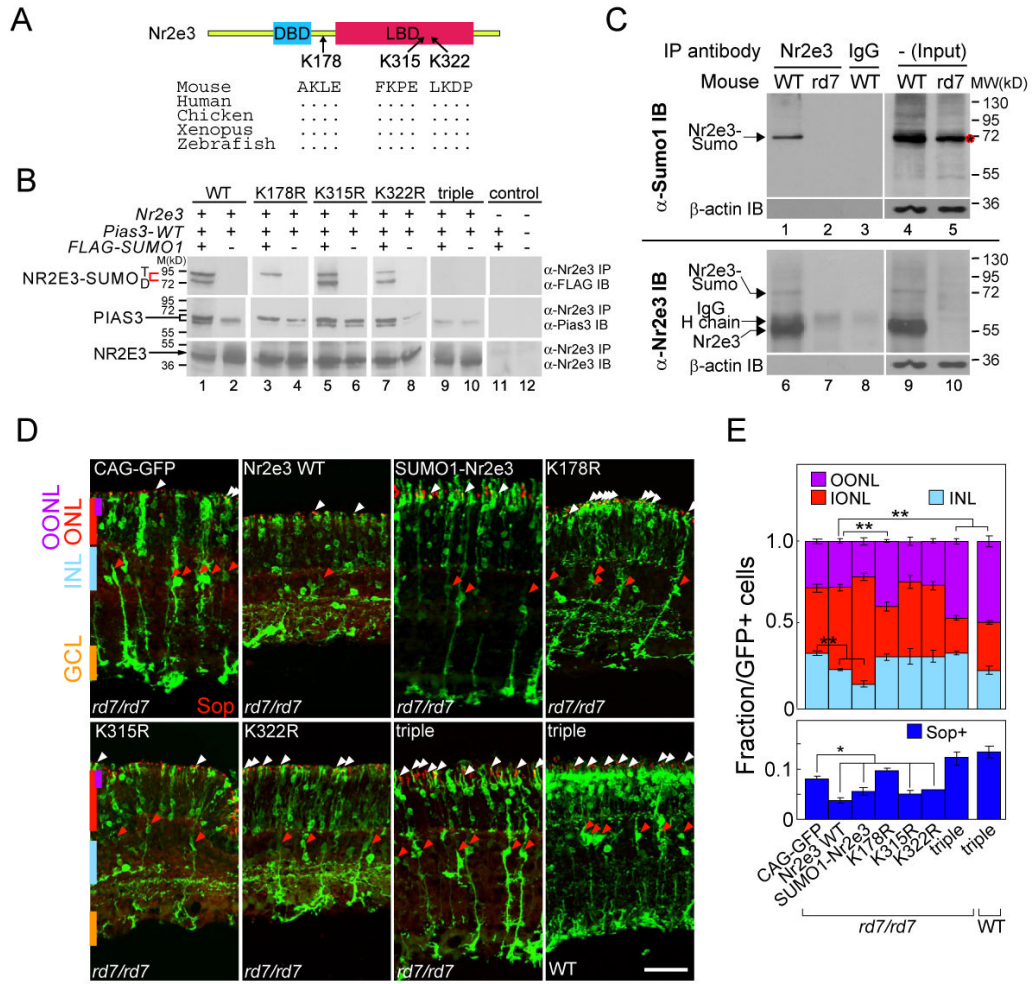 A
Nr2e3
DBD
LBD
K178
K315
K322
Mouse AKLE FKPE LKDP
Human .... .... ....
Chicken .... .... ....
Xenopus .... .... ....
Zebrafish .... .... ....
B
WT K178R K315R K322R triple control
Nr2e3 + + + + + + + + + + - -
Pias3-WT + + + + + + + + + + + +
FLAG-SUMO1 + - + - + - + - + - + -
M(kD)
NR2E3-SUMO
T
D
95
72
α-Nr2e3 IP
α-FLAG IB
PIAS3
95
72
55
α-Nr2e3 IP
α-Pias3 IB
NR2E3
55
36
α-Nr2e3 IP
α-Nr2e3 IB
1 2 3 4 5 6 7 8 9 10 11 12
C
IP antibody Nr2e3 IgG - (Input)
Mouse WT rd7 WT WT rd7 MW(kD)
α-Sumo1 IB
Nr2e3-
Sumo
130
95
72
*
55
36
β-actin IB
1 2 3 4 5
α-Nr2e3 IB
Nr2e3-
Sumo
IgG
H chain
Nr2e3
130
95
72
55
36
β-actin IB
6 7 8 9 10
D
CAG-GFP
Nr2e3 WT
SUMO1-Nr2e3
K178R
OONL
ONL
INL
GCL
Sop
rd7/rd7
rd7/rd7
rd7/rd7
rd7/rd7
K315R
K322R
triple
triple
rd7/rd7
rd7/rd7
rd7/rd7
WT
E
OONL
IONL
INL
**
**
**
1.0
0.5
0
Fraction/GFP+ cells
Sop+
*
0.1
0
CAG-GFP
Nr2e3 WT
SUMO1-Nr2e3
K178R
K315R
K322R
triple
triple
rd7/rd7
WT